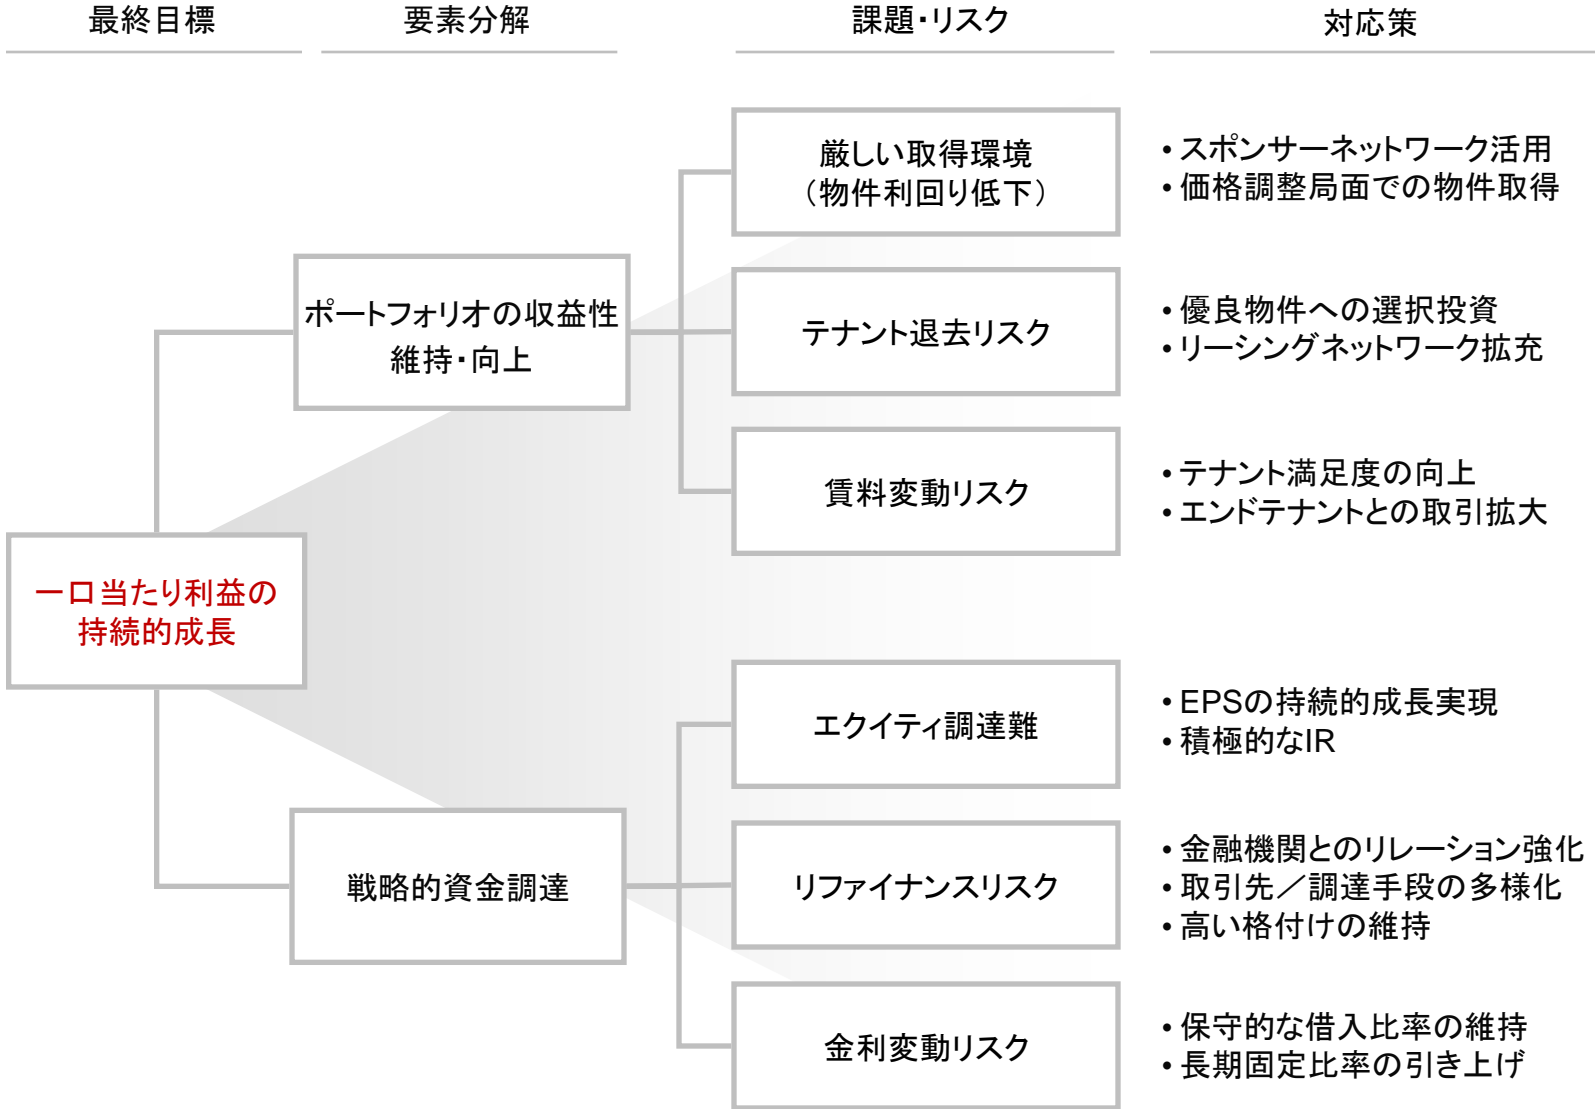 最終目標
要素分解
課題・リスク
対応策
厳しい取得環境
（物件利回り低下）
• スポンサーネットワーク活用
• 価格調整局面での物件取得
ポートフォリオの収益性
維持・向上
テナント退去リスク
• 優良物件への選択投資
• リーシングネットワーク拡充
賃料変動リスク
• テナント満足度の向上
• エンドテナントとの取引拡大
一口当たり利益の
持続的成長
エクイティ調達難
• EPSの持続的成長実現
• 積極的なIR
戦略的資金調達
リファイナンスリスク
• 金融機関とのリレーション強化
• 取引先／調達手段の多様化
• 高い格付けの維持
金利変動リスク
• 保守的な借入比率の維持
• 長期固定比率の引き上げ